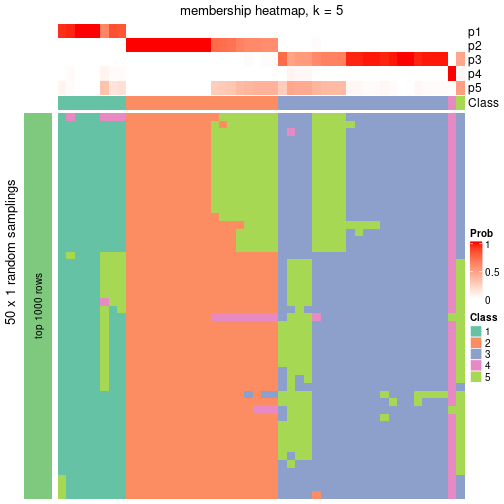 membership heatmap, k = 5
p1
p2
p3
p4
p5
Class
50 x 1 random samplings
top 1000 rows
Prob
1
0.5
0
Class
1
2
3
4
5